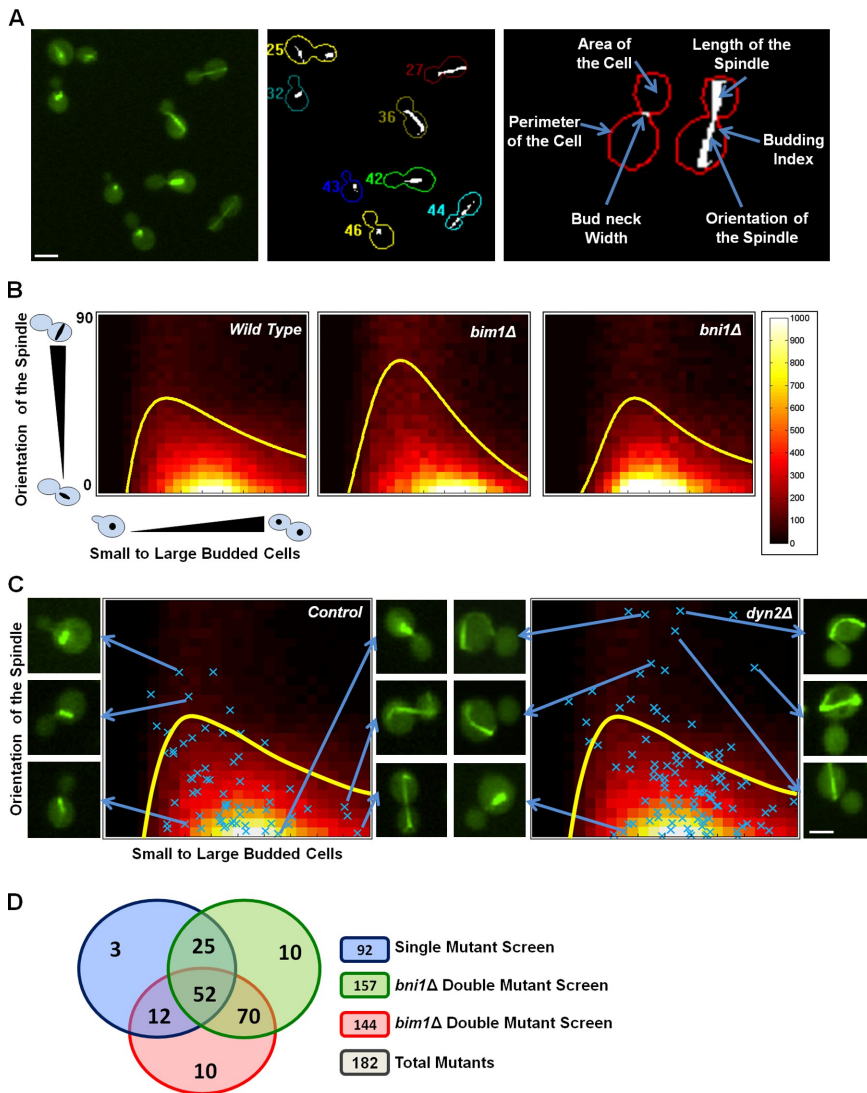 A
25
27
32
36
43
42
44
46
Area of
the Cell
Length of the
Spindle
Perimeter
of the Cell
Budding
Index
Bud neck
Width
Orientation of
the Spindle
B
Orientation of the Spindle
90
0
Wild Type
bim1Δ
bni1Δ
1000
900
800
700
600
500
400
300
200
100
0
Small to Large Budded Cells
C
Orientation of the Spindle
Control
dyn2Δ
Small to Large Budded Cells
D
3
25
10
52
12
70
10
92 Single Mutant Screen
157 bni1Δ Double Mutant Screen
144 bim1Δ Double Mutant Screen
182 Total Mutants